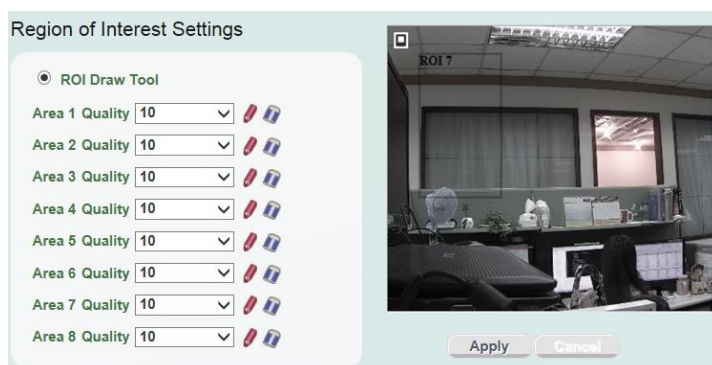 Region of Interest Settings
ROI Draw Tool
Area 1 Quality 10
Area 2 Quality 10
Area 3 Quality 10
Area 4 Quality 10
Area 5 Quality 10
Area 6 Quality 10
Area 7 Quality 10
Area 8 Quality 10
ROI 7
Apply Cancel